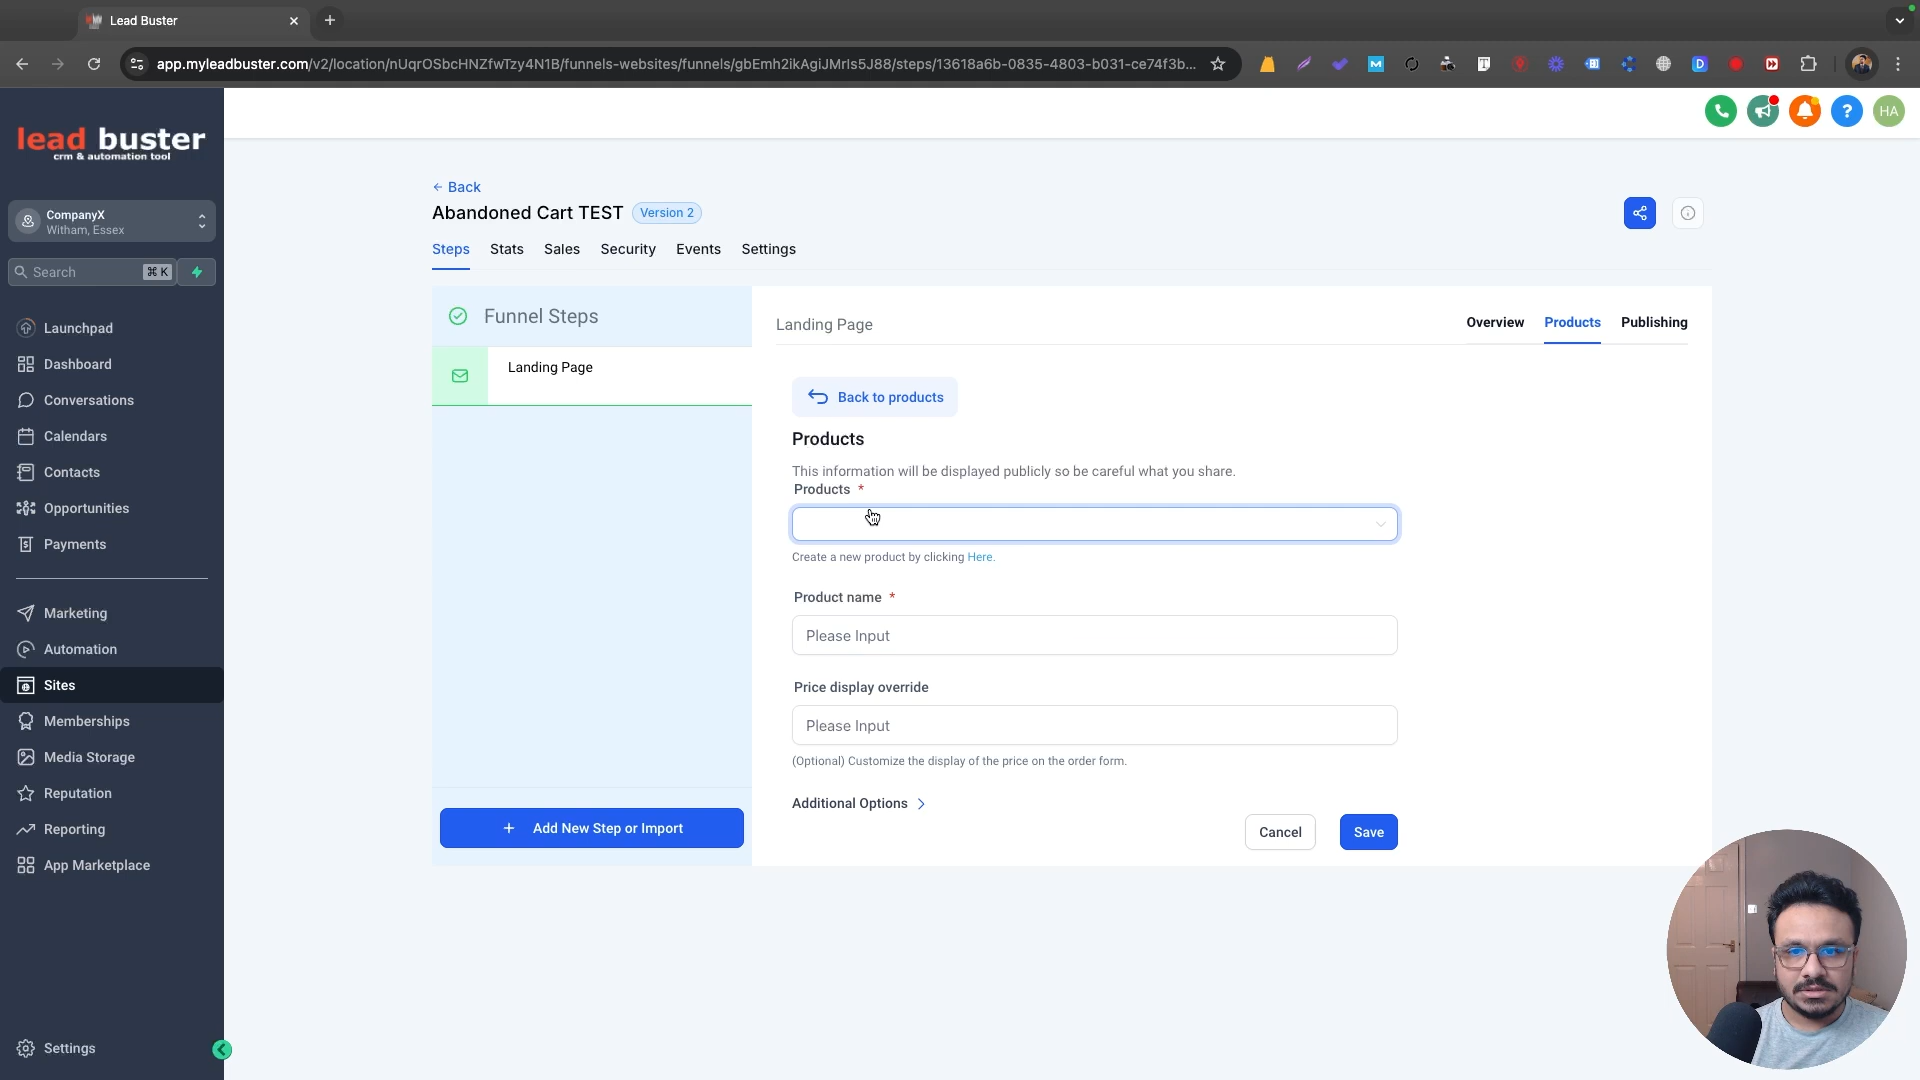 Lead Buster
app.myleadbuster.com/v2/location/nUqrOSbcHNZfwTzy4N1B/funnels-websites/funnels/gbEmh2ikAgiJMrIs5J88/steps/13618a6b-0835-4803-b031-ce74f3b...
lead buster
crm & automation tool
HA
CompanyX
Witham, Essex
Search
⌘ K
Launchpad
Dashboard
Conversations
Calendars
Contacts
Opportunities
Payments
Marketing
Automation
Sites
Memberships
Media Storage
Reputation
Reporting
App Marketplace
Settings
← Back
Abandoned Cart TEST Version 2
Steps Stats Sales Security Events Settings
Funnel Steps
Landing Page
+ Add New Step or Import
Landing Page
Overview Products Publishing
Back to products
Products
This information will be displayed publicly so be careful what you share.
Products *
Create a new product by clicking Here.
Product name *
Please Input
Price display override
Please Input
(Optional) Customize the display of the price on the order form.
Additional Options
Cancel Save